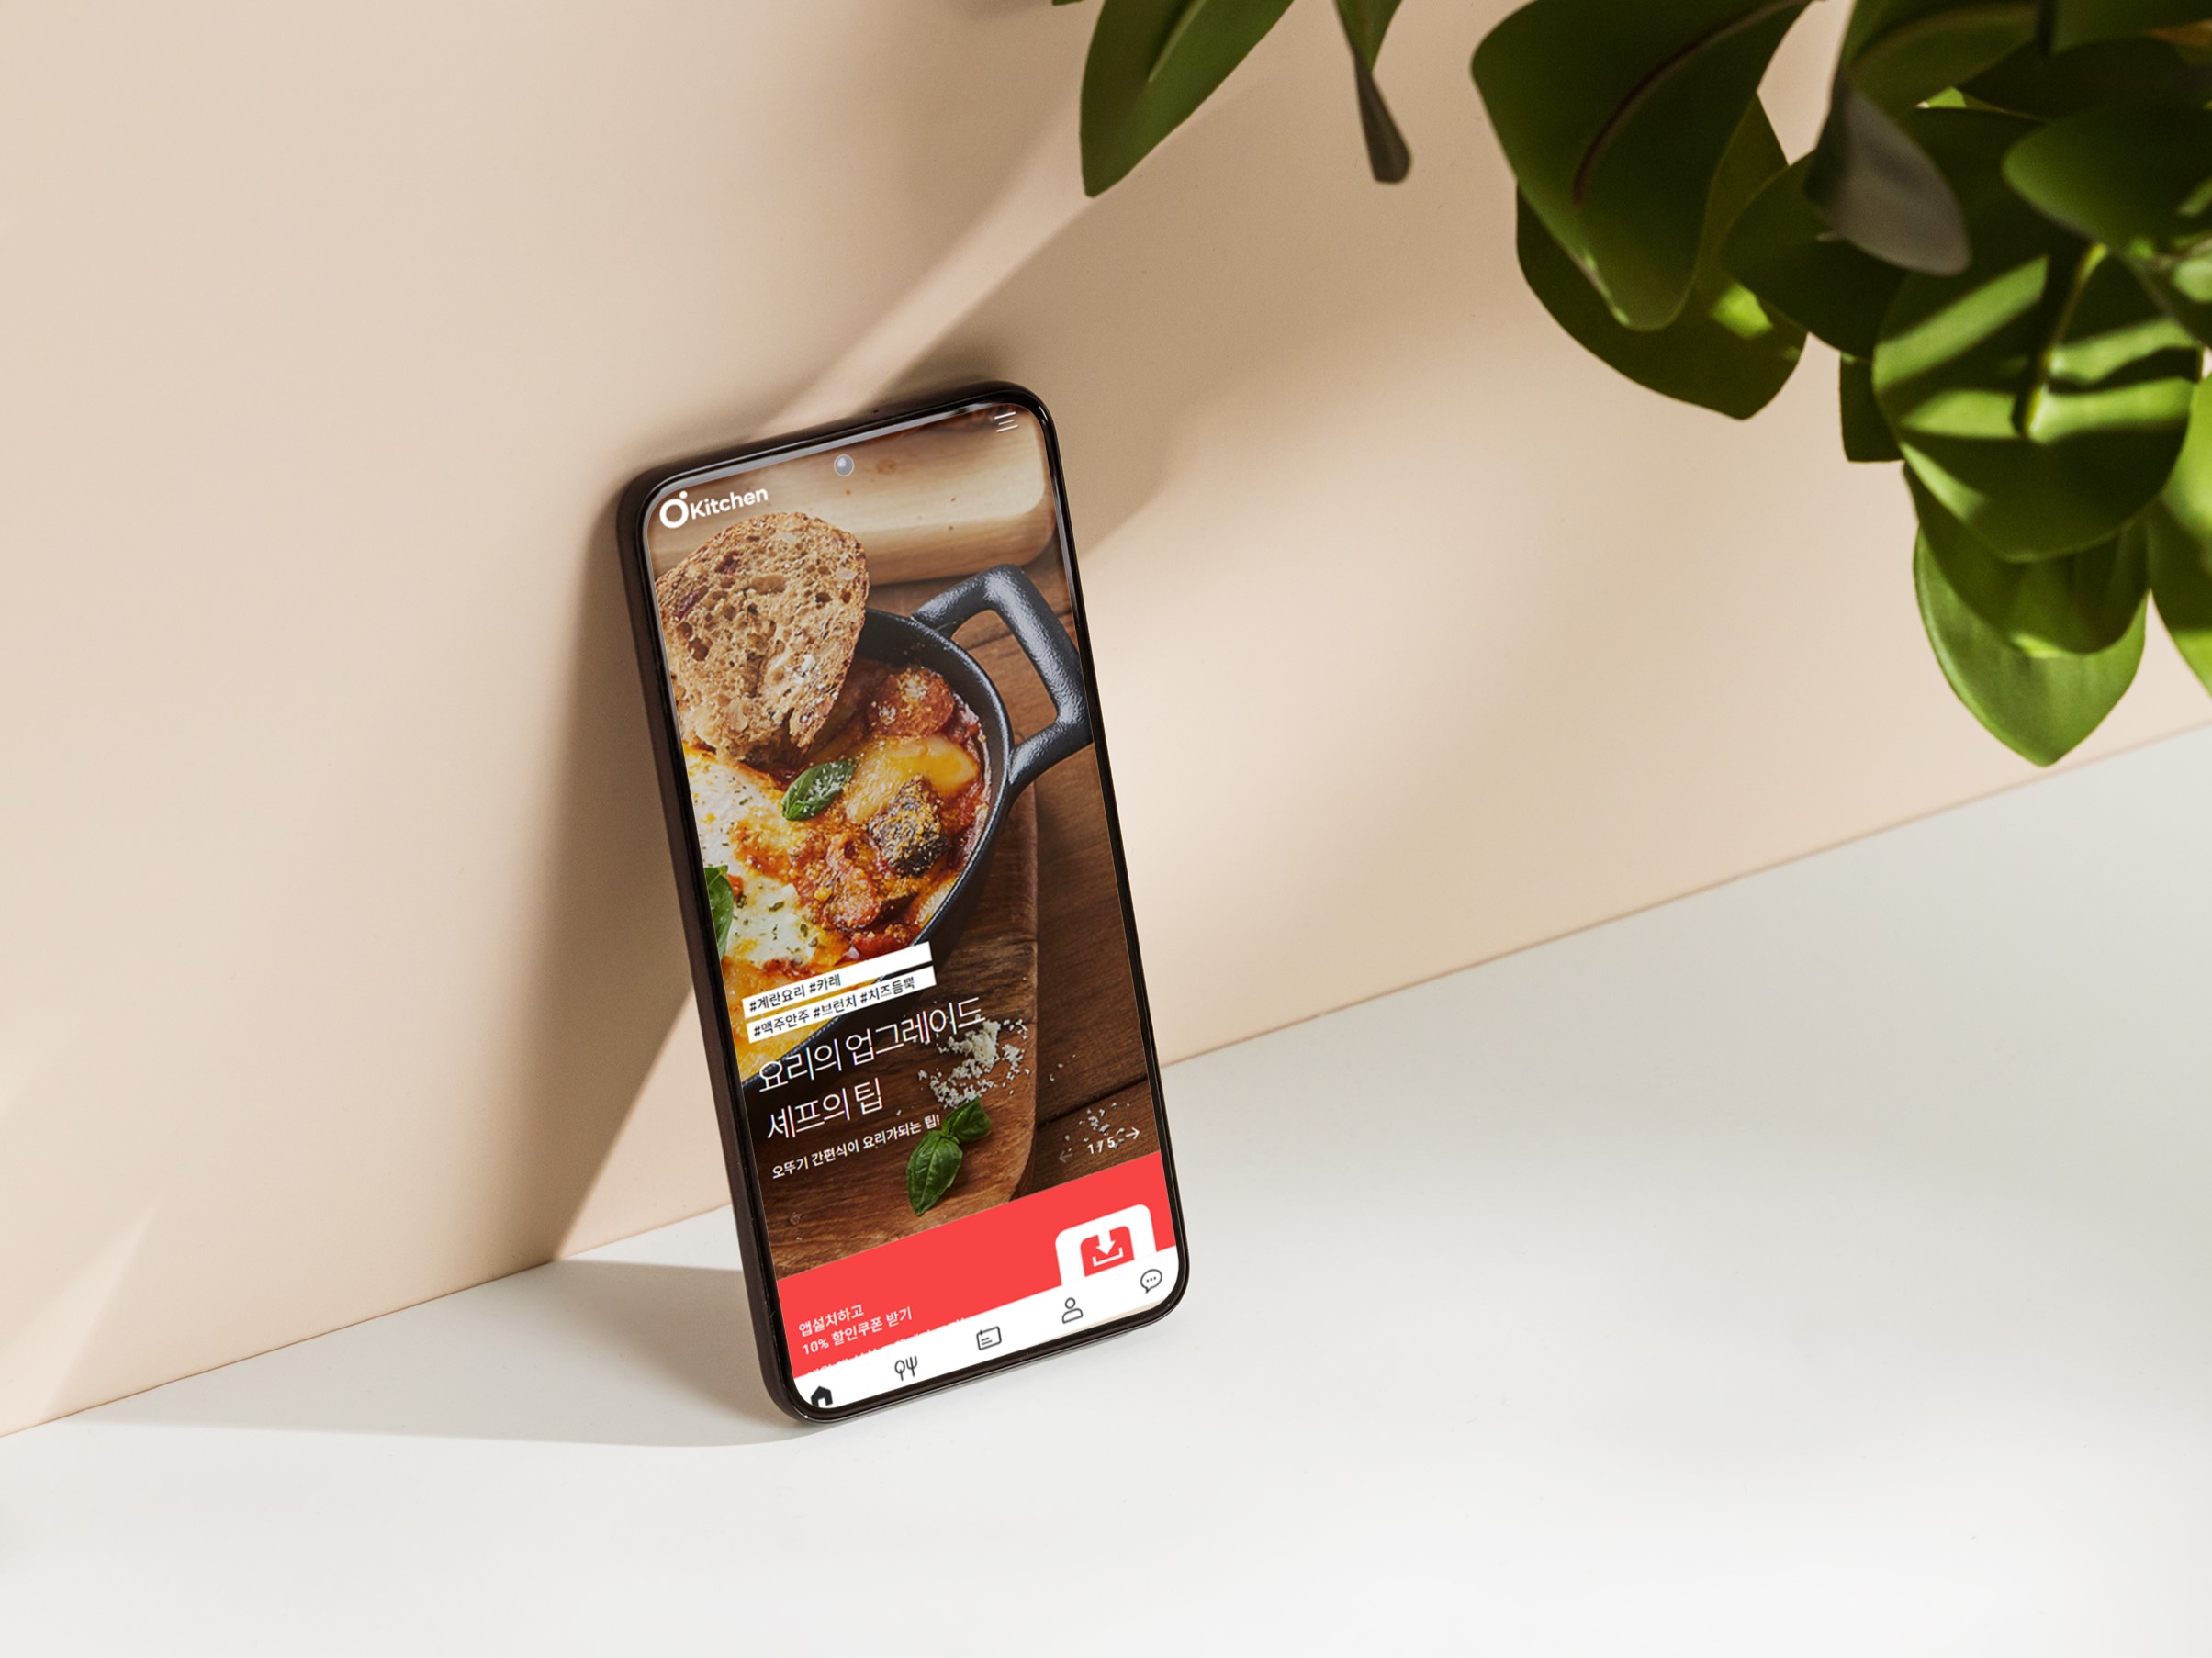 Kitchen
#계란요리 #카레
#맥주안주 #브런치 #치즈듬뿍
요리의 업그레이드
셰프의 팁
오뚜기 간편식이 요리가되는 팁!
1 / 5
앱설치하고
10% 할인쿠폰 받기